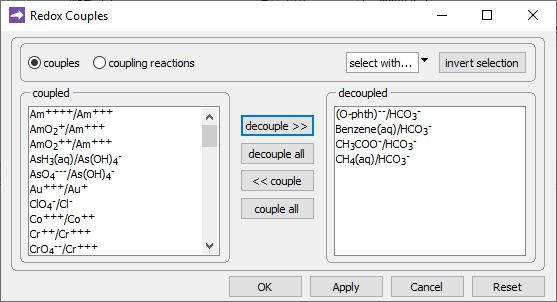 Redox Couples
couples
coupling reactions
select with...
invert selection
coupled
Am++++/Am+++
AmO2+/Am+++
AmO2++/Am+++
AsH3(aq)/As(OH)4-
AsO4---/As(OH)4-
Au+++/Au+
ClO4-/Cl-
Co+++/Co++
Cr++/Cr+++
CrO4--/Cr+++
decouple >>
decouple all
<< couple
couple all
decoupled
(O-phth)--/HCO3-
Benzene(aq)/HCO3-
CH3COO-/HCO3-
CH4(aq)/HCO3-
OK
Apply
Cancel
Reset